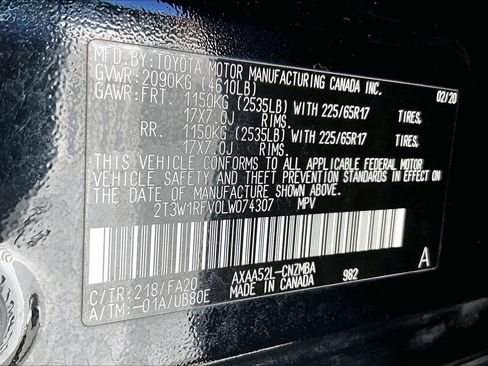 MFD. BY: TOYOTA MOTOR MANUFACTURING CANADA INC.
GVWR: 2090KG (4610LB) 02/20
GAWR: FRT. 1150KG (2535LB) WITH 225/65R17 TIRES,
17X7.0J RIMS.
RR. 1150KG (2535LB) WITH 225/65R17 TIRES,
17X7.0J RIMS.
THIS VEHICLE CONFORMS TO ALL APPLICABLE FEDERAL MOTOR
VEHICLE SAFETY AND THEFT PREVENTION STANDARDS IN EFFECT ON
THE DATE OF MANUFACTURE SHOWN ABOVE.
2T3W1RFV0LW074307 MPV
C/TR: 218/FA20 AXAA52L-CNZMBA 982 A
A/TM: -01A/UB80E MADE IN CANADA